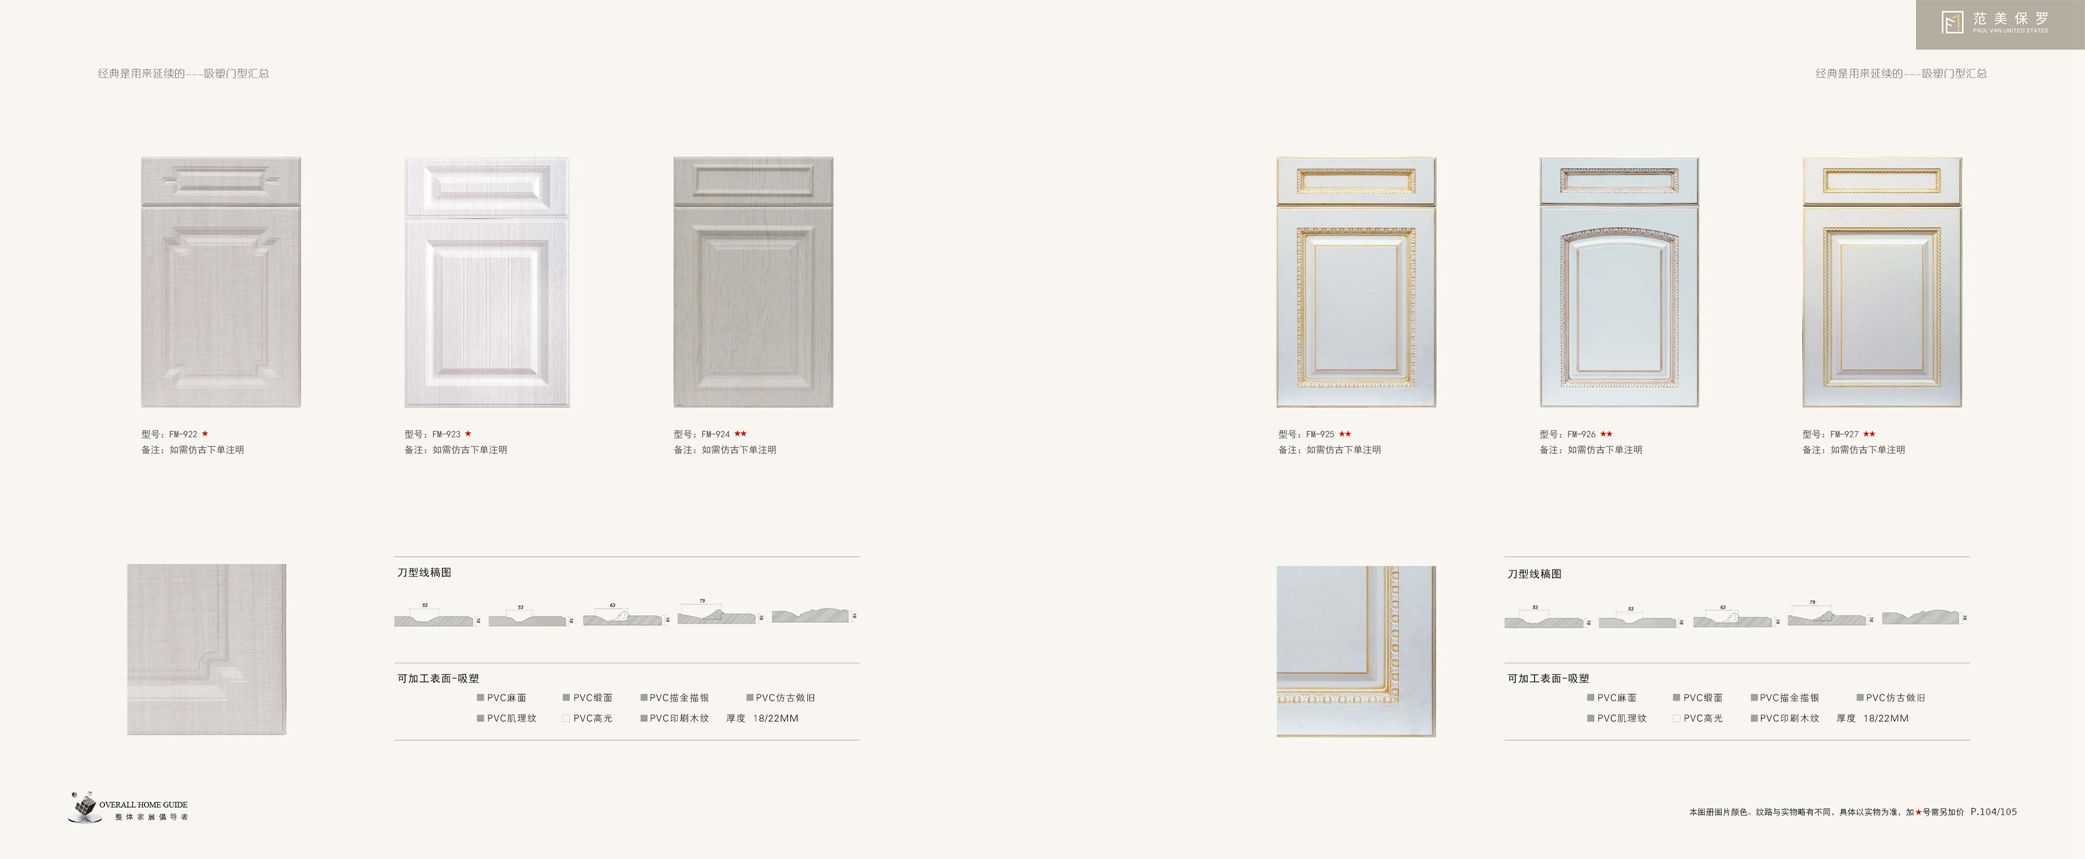 范美保罗
PAUL VAN UNITED STATES
经典是用来延续的---吸塑门型汇总
经典是用来延续的---吸塑门型汇总
型号：FM-922 ★
备注：如需仿古下单注明
型号：FM-923 ★
备注：如需仿古下单注明
型号：FM-924 ★★
备注：如需仿古下单注明
型号：FM-925 ★★
备注：如需仿古下单注明
型号：FM-926 ★★
备注：如需仿古下单注明
型号：FM-927 ★★
备注：如需仿古下单注明
刀型线稿图
53 53 63 79
可加工表面-吸塑
PVC麻面 PVC缎面 PVC描金描银 PVC仿古做旧
PVC肌理纹 PVC高光 PVC印刷木纹 厚度 18/22MM
刀型线稿图
53 53 63 79
可加工表面-吸塑
PVC麻面 PVC缎面 PVC描金描银 PVC仿古做旧
PVC肌理纹 PVC高光 PVC印刷木纹 厚度 18/22MM
OVERALL HOME GUIDE
整体家居倡导者
本图册图片颜色、纹路与实物略有不同，具体以实物为准，加★号需另加价 P.104/105